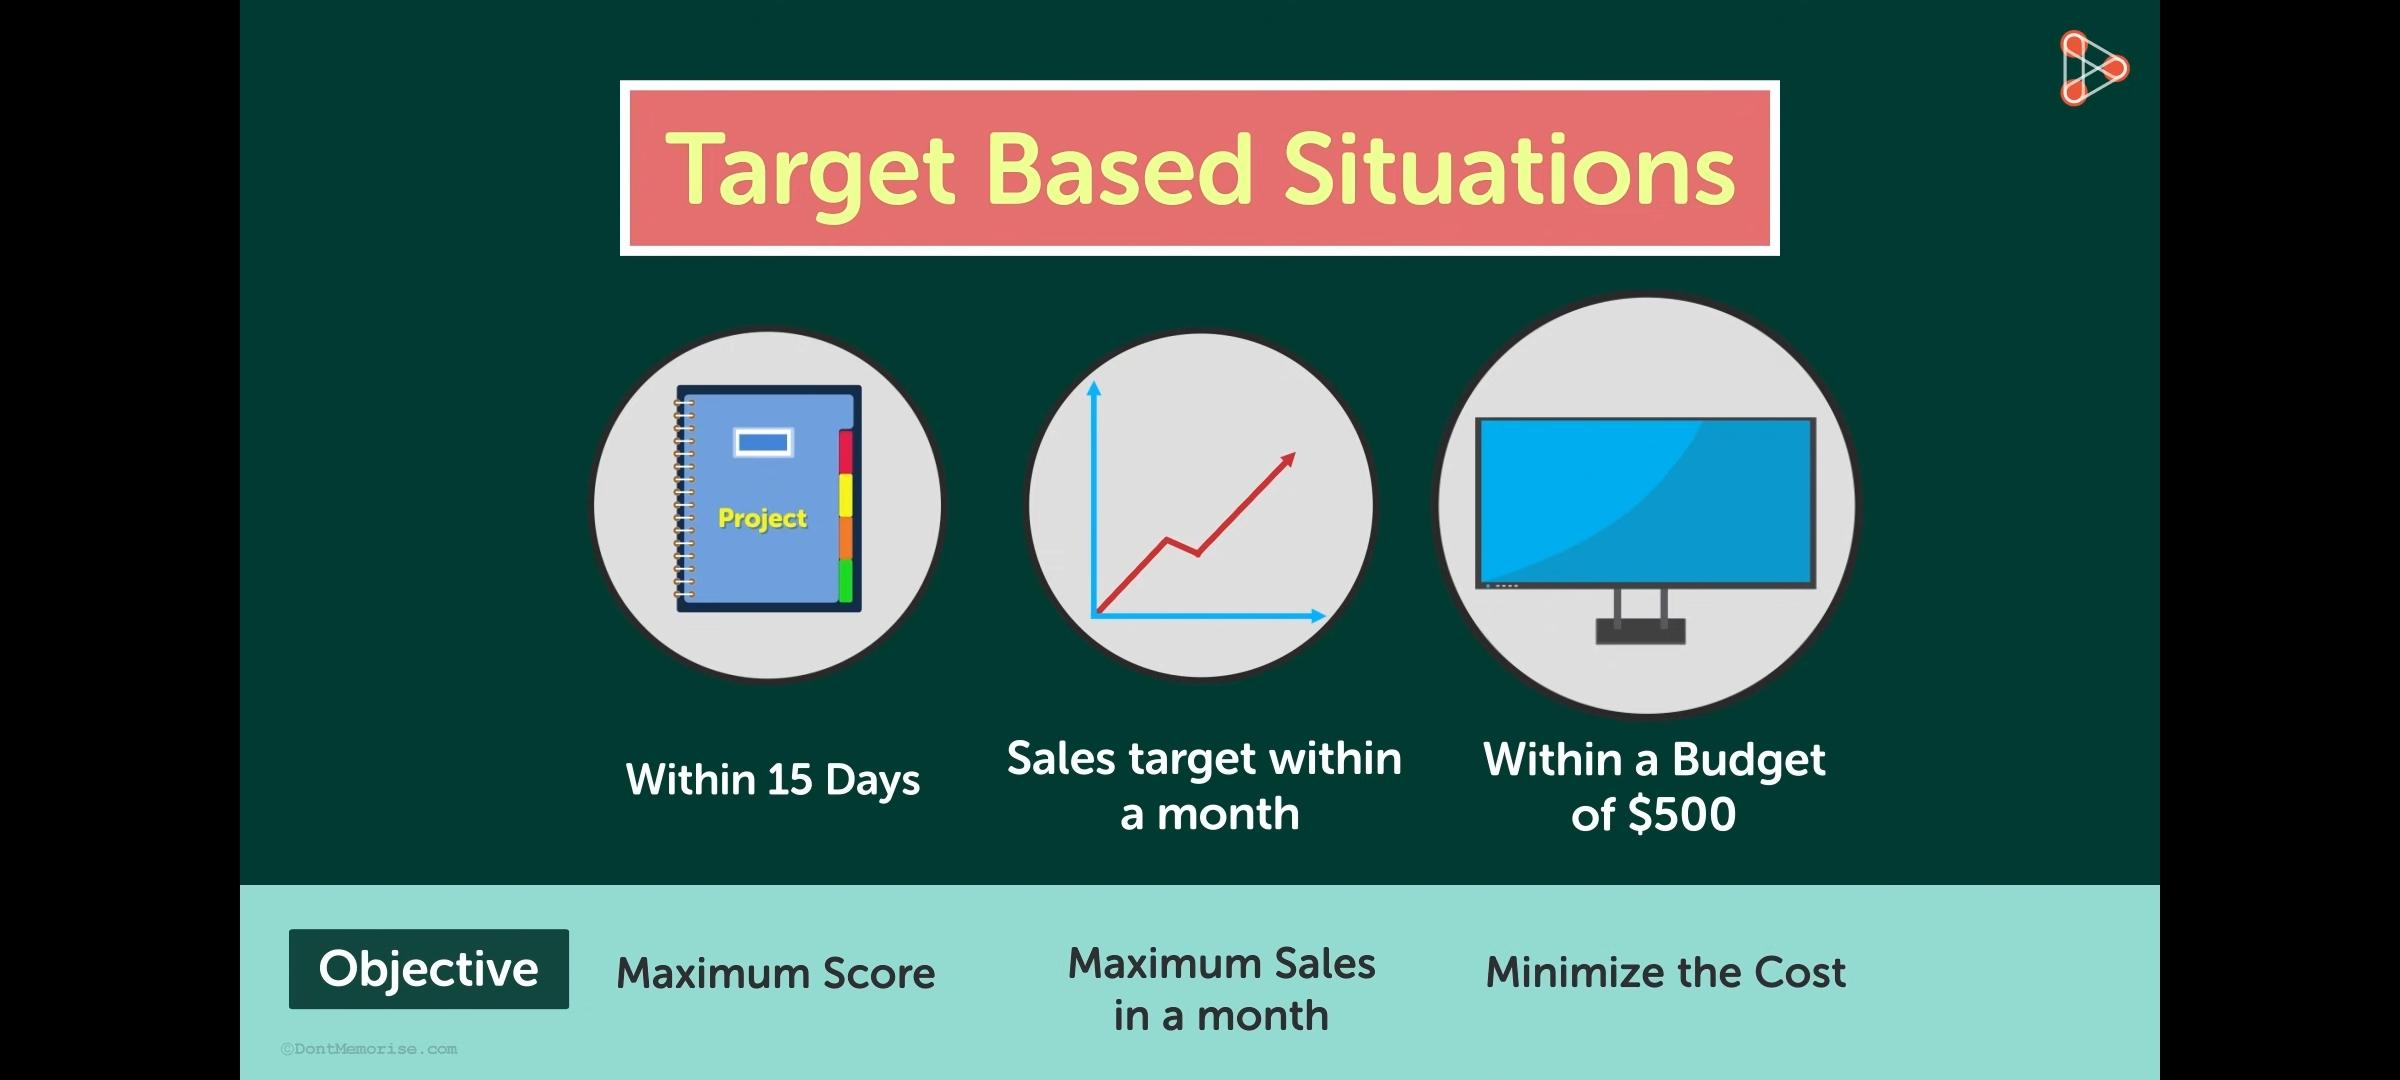 Target Based Situations
Project
Within 15 Days
Sales target within
a month
Within a Budget
of $500
Objective
Maximum Score
Maximum Sales
in a month
Minimize the Cost
©DontMemorise.com